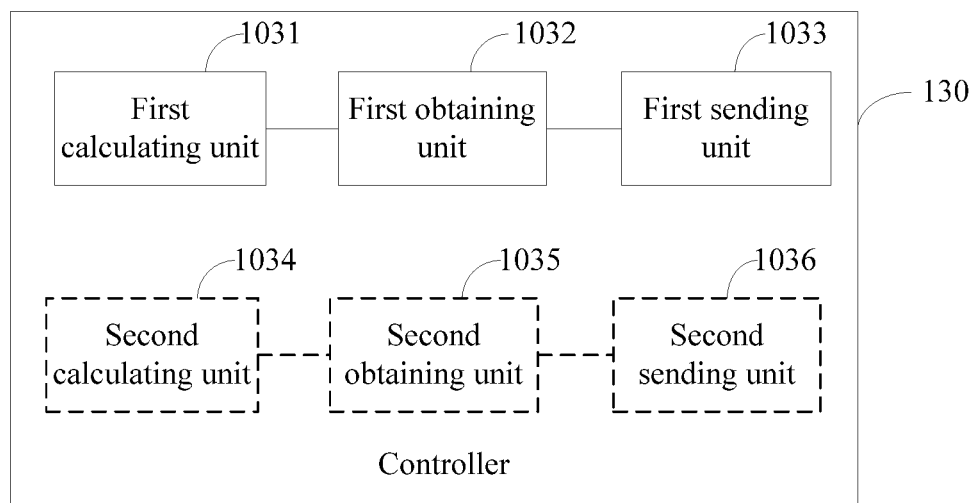 1031
1032
1033
130
First
calculating unit
First obtaining
unit
First sending
unit
1034
1035
1036
Second
calculating unit
Second
obtaining unit
Second
sending unit
Controller